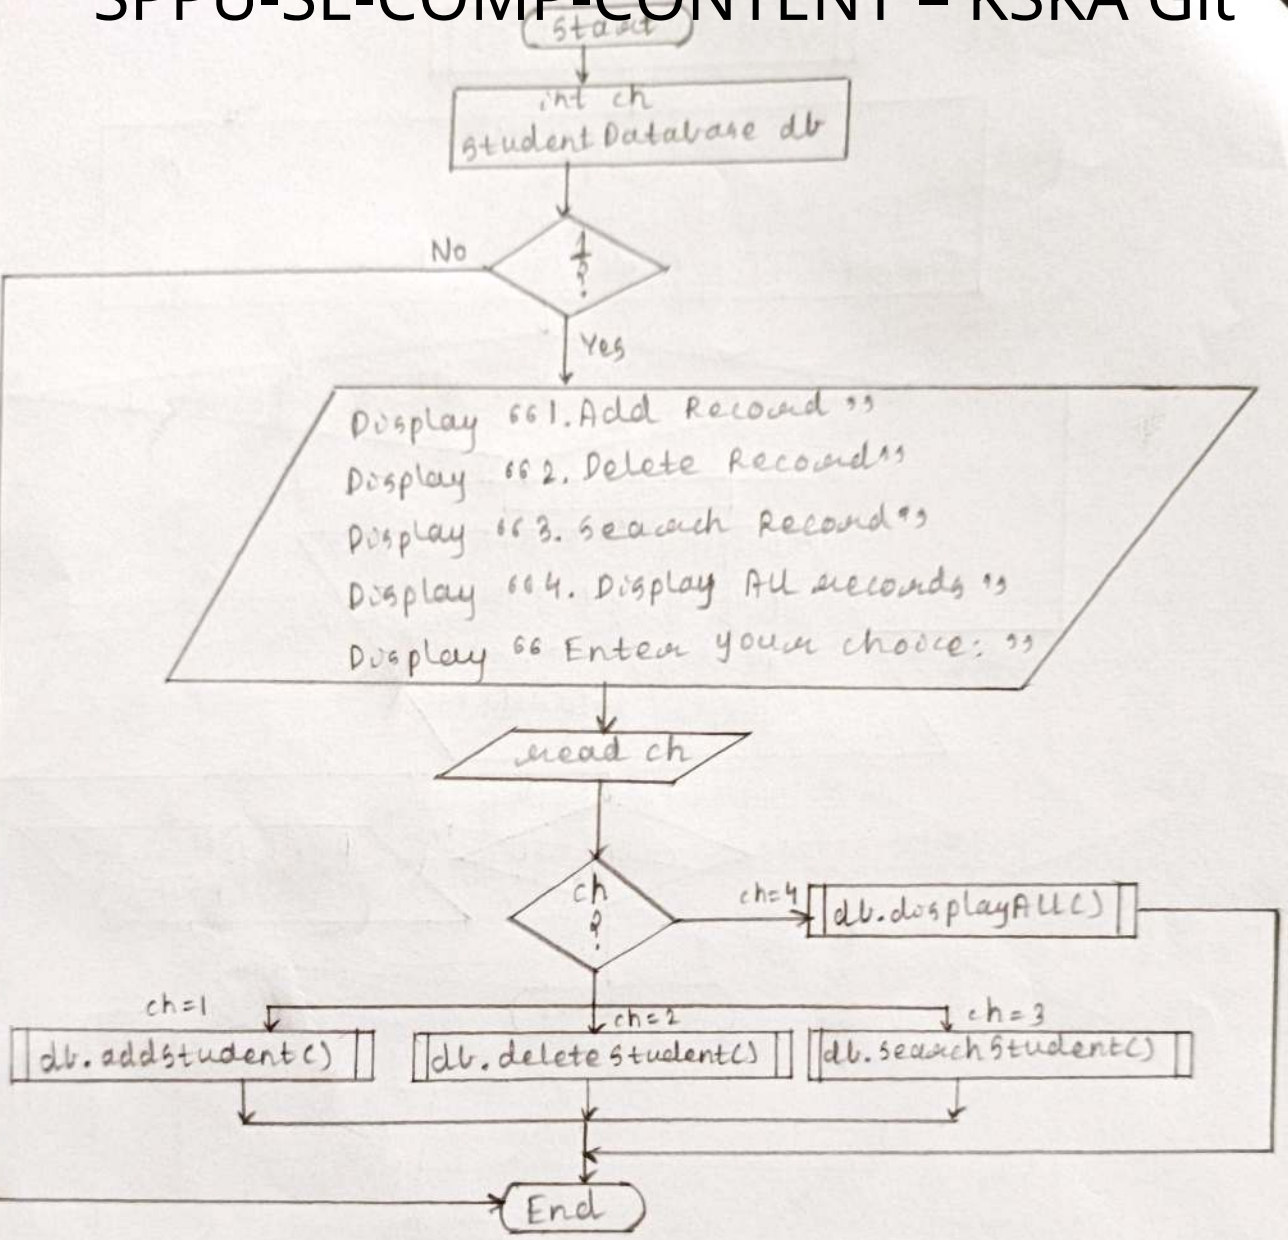 SPPU-SE-COMP-CONTENT – KSKA Git
Start
int ch
StudentDatabase db
1
?
No
Yes
Display “1. Add Record”
Display “2. Delete Record”
Display “3. Search Record”
Display “4. Display All records”
Display “Enter your choice: ”
read ch
ch
?
ch=4
db.displayAll()
ch=1
ch=2
ch=3
db.addStudent()
db.deleteStudent()
db.searchStudent()
End